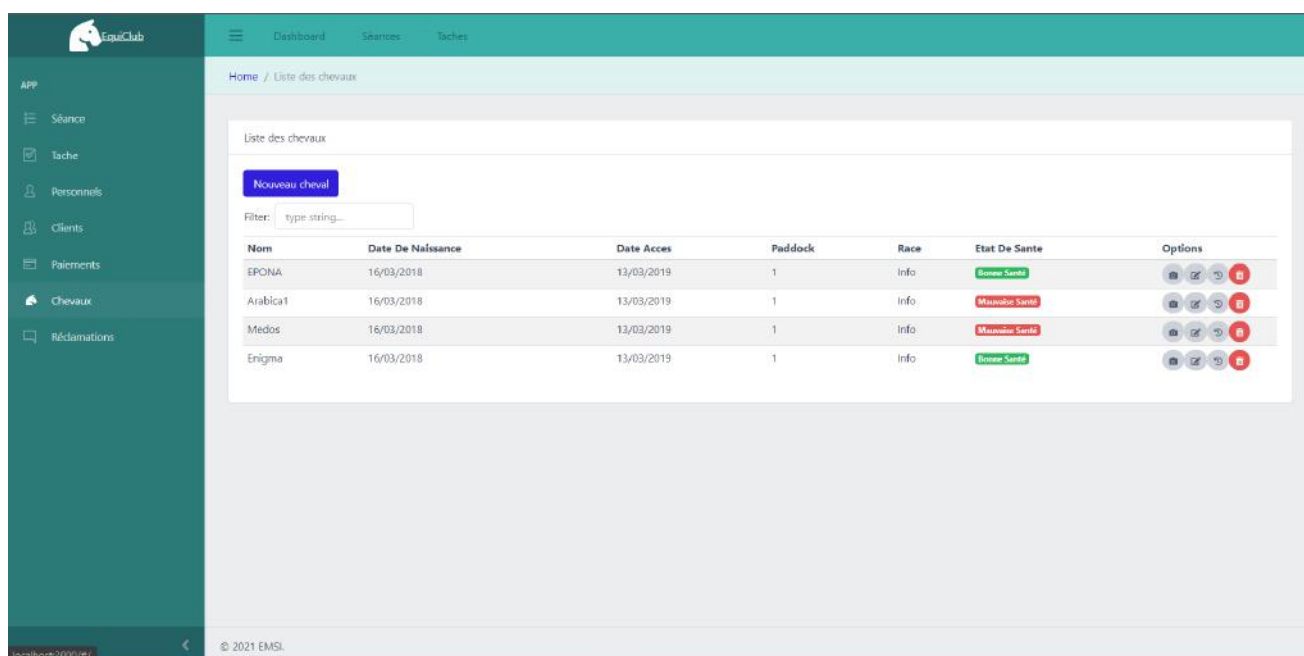 EquiClub
Dashboard Séances Taches
Home / Liste des chevaux
APP
Séance
Tache
Personnels
Clients
Paiements
Chevaux
Réclamations
Liste des chevaux
Nouveau cheval
Filter: type string...
Nom Date De Naissance Date Acces Paddock Race Etat De Sante Options
EPONA 16/03/2018 13/03/2019 1 Info Bonne Santé
Arabica1 16/03/2018 13/03/2019 1 Info Mauvaise Santé
Medos 16/03/2018 13/03/2019 1 Info Mauvaise Santé
Enigma 16/03/2018 13/03/2019 1 Info Bonne Santé
© 2021 EMSI.